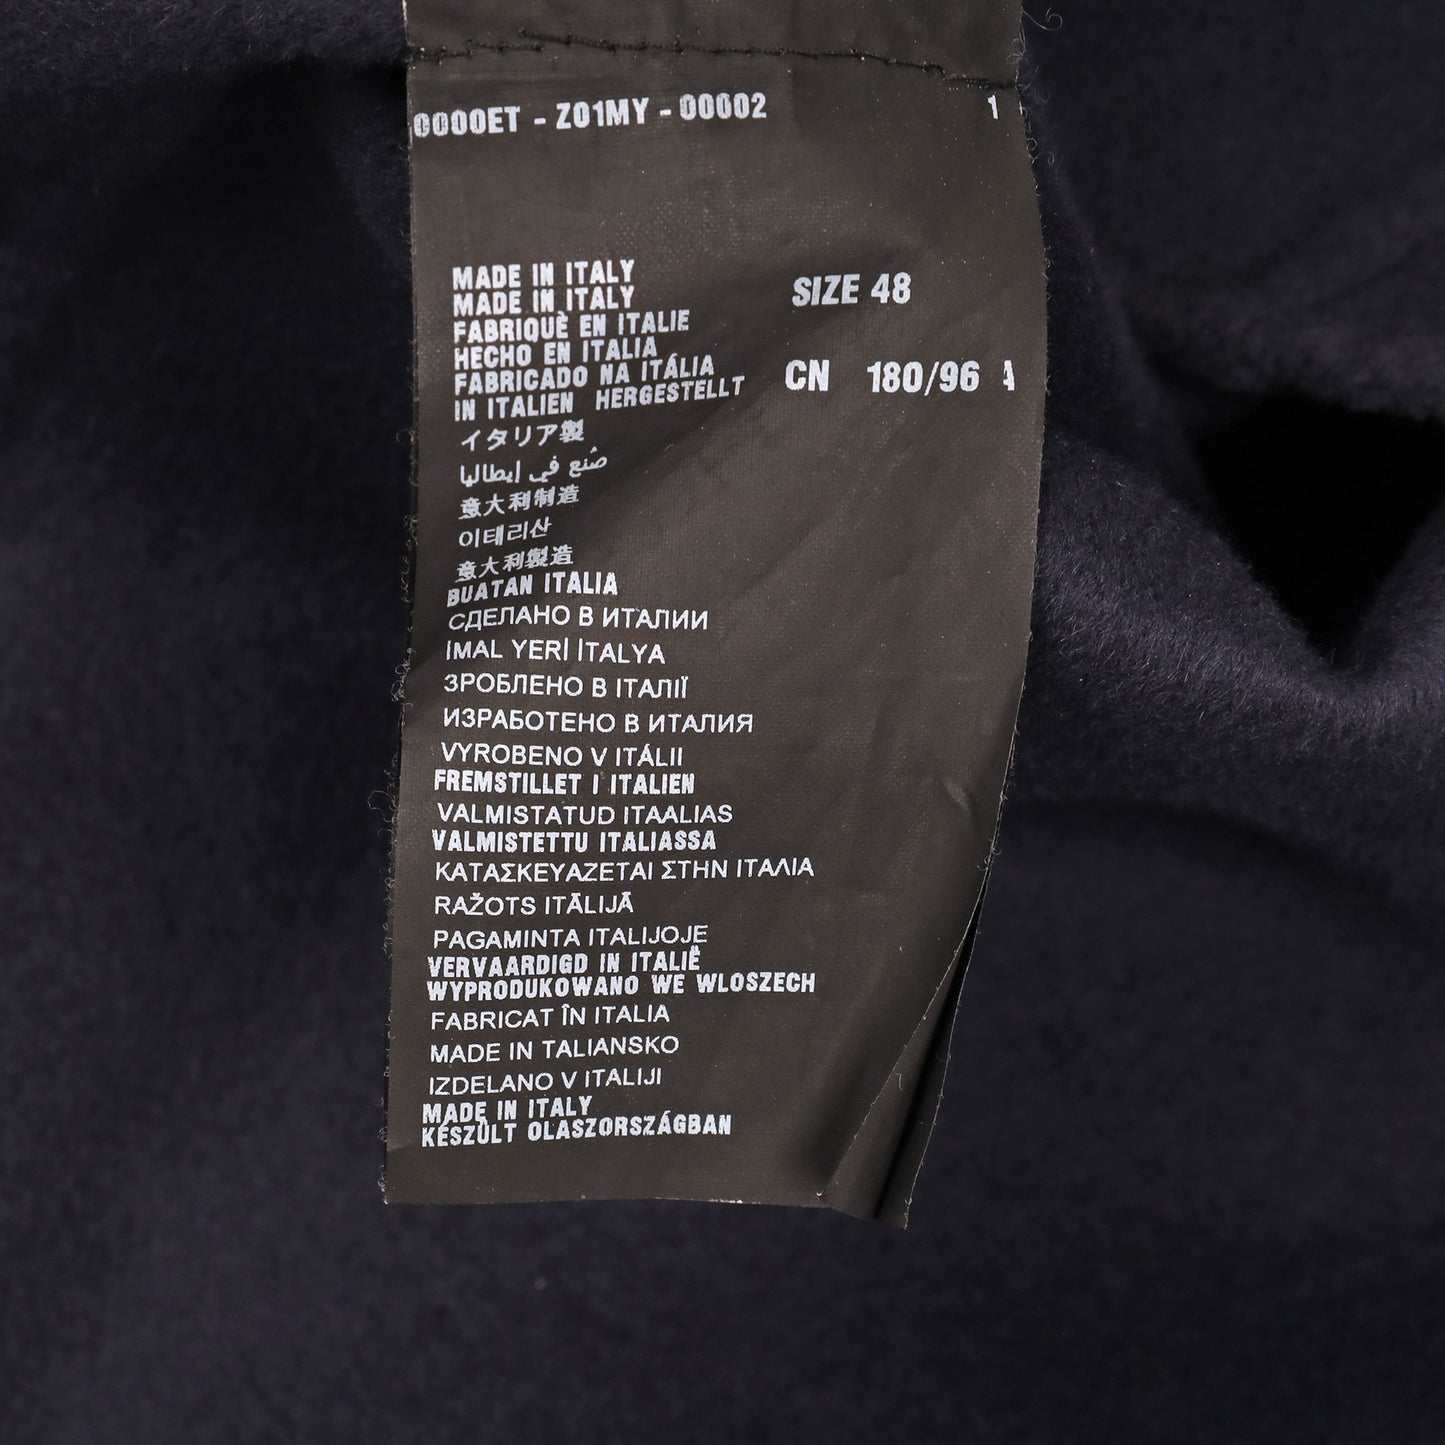 0000ET - Z01MY - 00002 1
MADE IN ITALY
MADE IN ITALY
FABRIQUÈ EN ITALIE
HECHO EN ITALIA
FABRICADO NA ITÁLIA
IN ITALIEN HERGESTELLT
イタリア製
صُنع في إيطاليا
意大利制造
이테리산
意大利製造
BUATAN ITALIA
СДЕЛАНО В ИТАЛИИ
İMAL YERİ İTALYA
ЗРОБЛЕНО В ІТАЛІЇ
ИЗРАБОТЕНО В ИТАЛИЯ
VYROBENO V ITÁLII
FREMSTILLET I ITALIEN
VALMISTATUD ITAALIAS
VALMISTETTU ITALIASSA
ΚΑΤΑΣΚΕΥΑΖΕΤΑΙ ΣΤΗΝ ΙΤΑΛΙΑ
RAŽOTS ITĀLIJĀ
PAGAMINTA ITALIJOJE
VERVAARDIGD IN ITALIË
WYPRODUKOWANO WE WLOSZECH
FABRICAT ÎN ITALIA
MADE IN TALIANSKO
IZDELANO V ITALIJI
MADE IN ITALY
KÉSZÜLT OLASZORSZÁGBAN
SIZE 48
CN 180/96 A